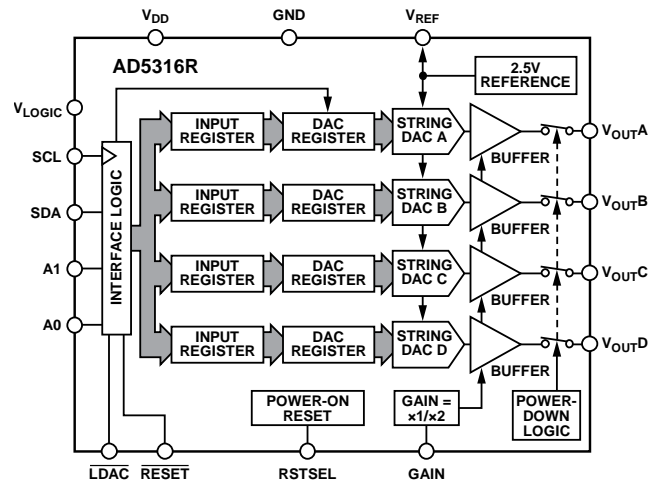 VDD
GND
VREF
AD5316R
2.5V
REFERENCE
VLOGIC
SCL
SDA
A1
A0
INTERFACE LOGIC
INPUT
REGISTER
DAC
REGISTER
STRING
DAC A
BUFFER
VOUTA
INPUT
REGISTER
DAC
REGISTER
STRING
DAC B
BUFFER
VOUTB
INPUT
REGISTER
DAC
REGISTER
STRING
DAC C
BUFFER
VOUTC
INPUT
REGISTER
DAC
REGISTER
STRING
DAC D
BUFFER
VOUTD
POWER-ON
RESET
GAIN =
×1/×2
POWER-
DOWN
LOGIC
LDAC
RESET
RSTSEL
GAIN